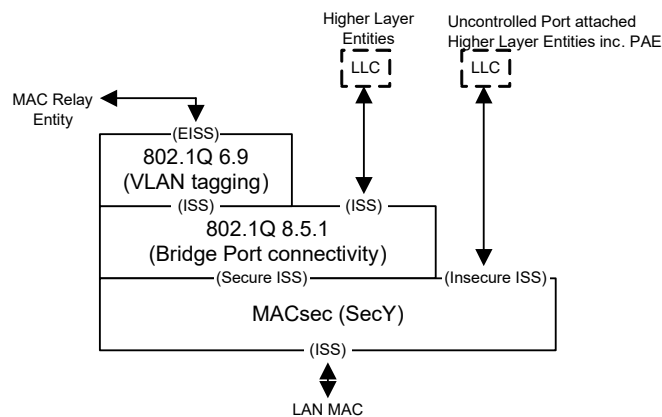 Higher Layer
Entities
Uncontrolled Port attached
Higher Layer Entities inc. PAE
LLC
LLC
MAC Relay
Entity
(EISS)
802.1Q 6.9
(VLAN tagging)
(ISS)
(ISS)
802.1Q 8.5.1
(Bridge Port connectivity)
(Secure ISS)
(Insecure ISS)
MACsec (SecY)
(ISS)
LAN MAC